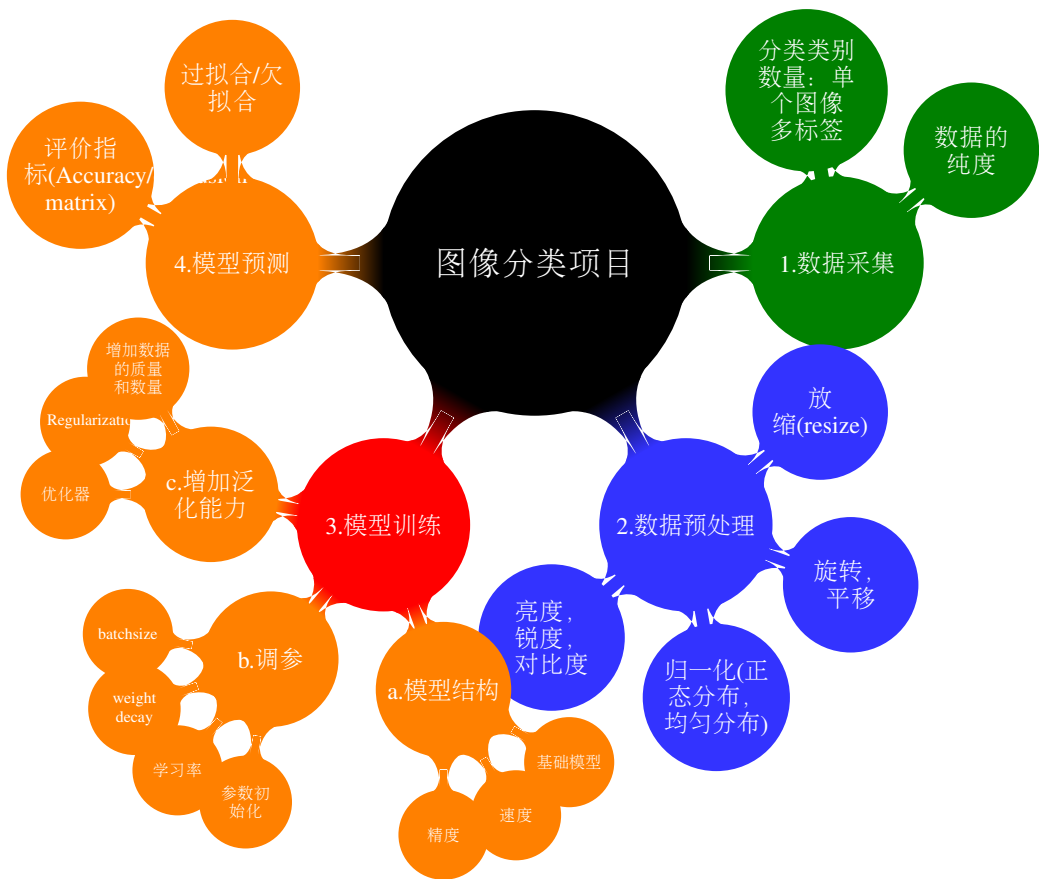 图像分类项目
1.数据采集
分类类别
数量：单
个图像
多标签
数据的
纯度
2.数据预处理
放
缩(resize)
旋转，
平移
归一化(正
态分布，
均匀分布)
亮度，
锐度，
对比度
3.模型训练
a.模型结构
基础模型
速度
精度
b.调参
参数初
始化
学习率
weight
decay
batchsize
c.增加泛
化能力
优化器
增加数据
的质量
和数量
4.模型预测
评价指
标(Accuracy/
matrix)
过拟合/欠
拟合